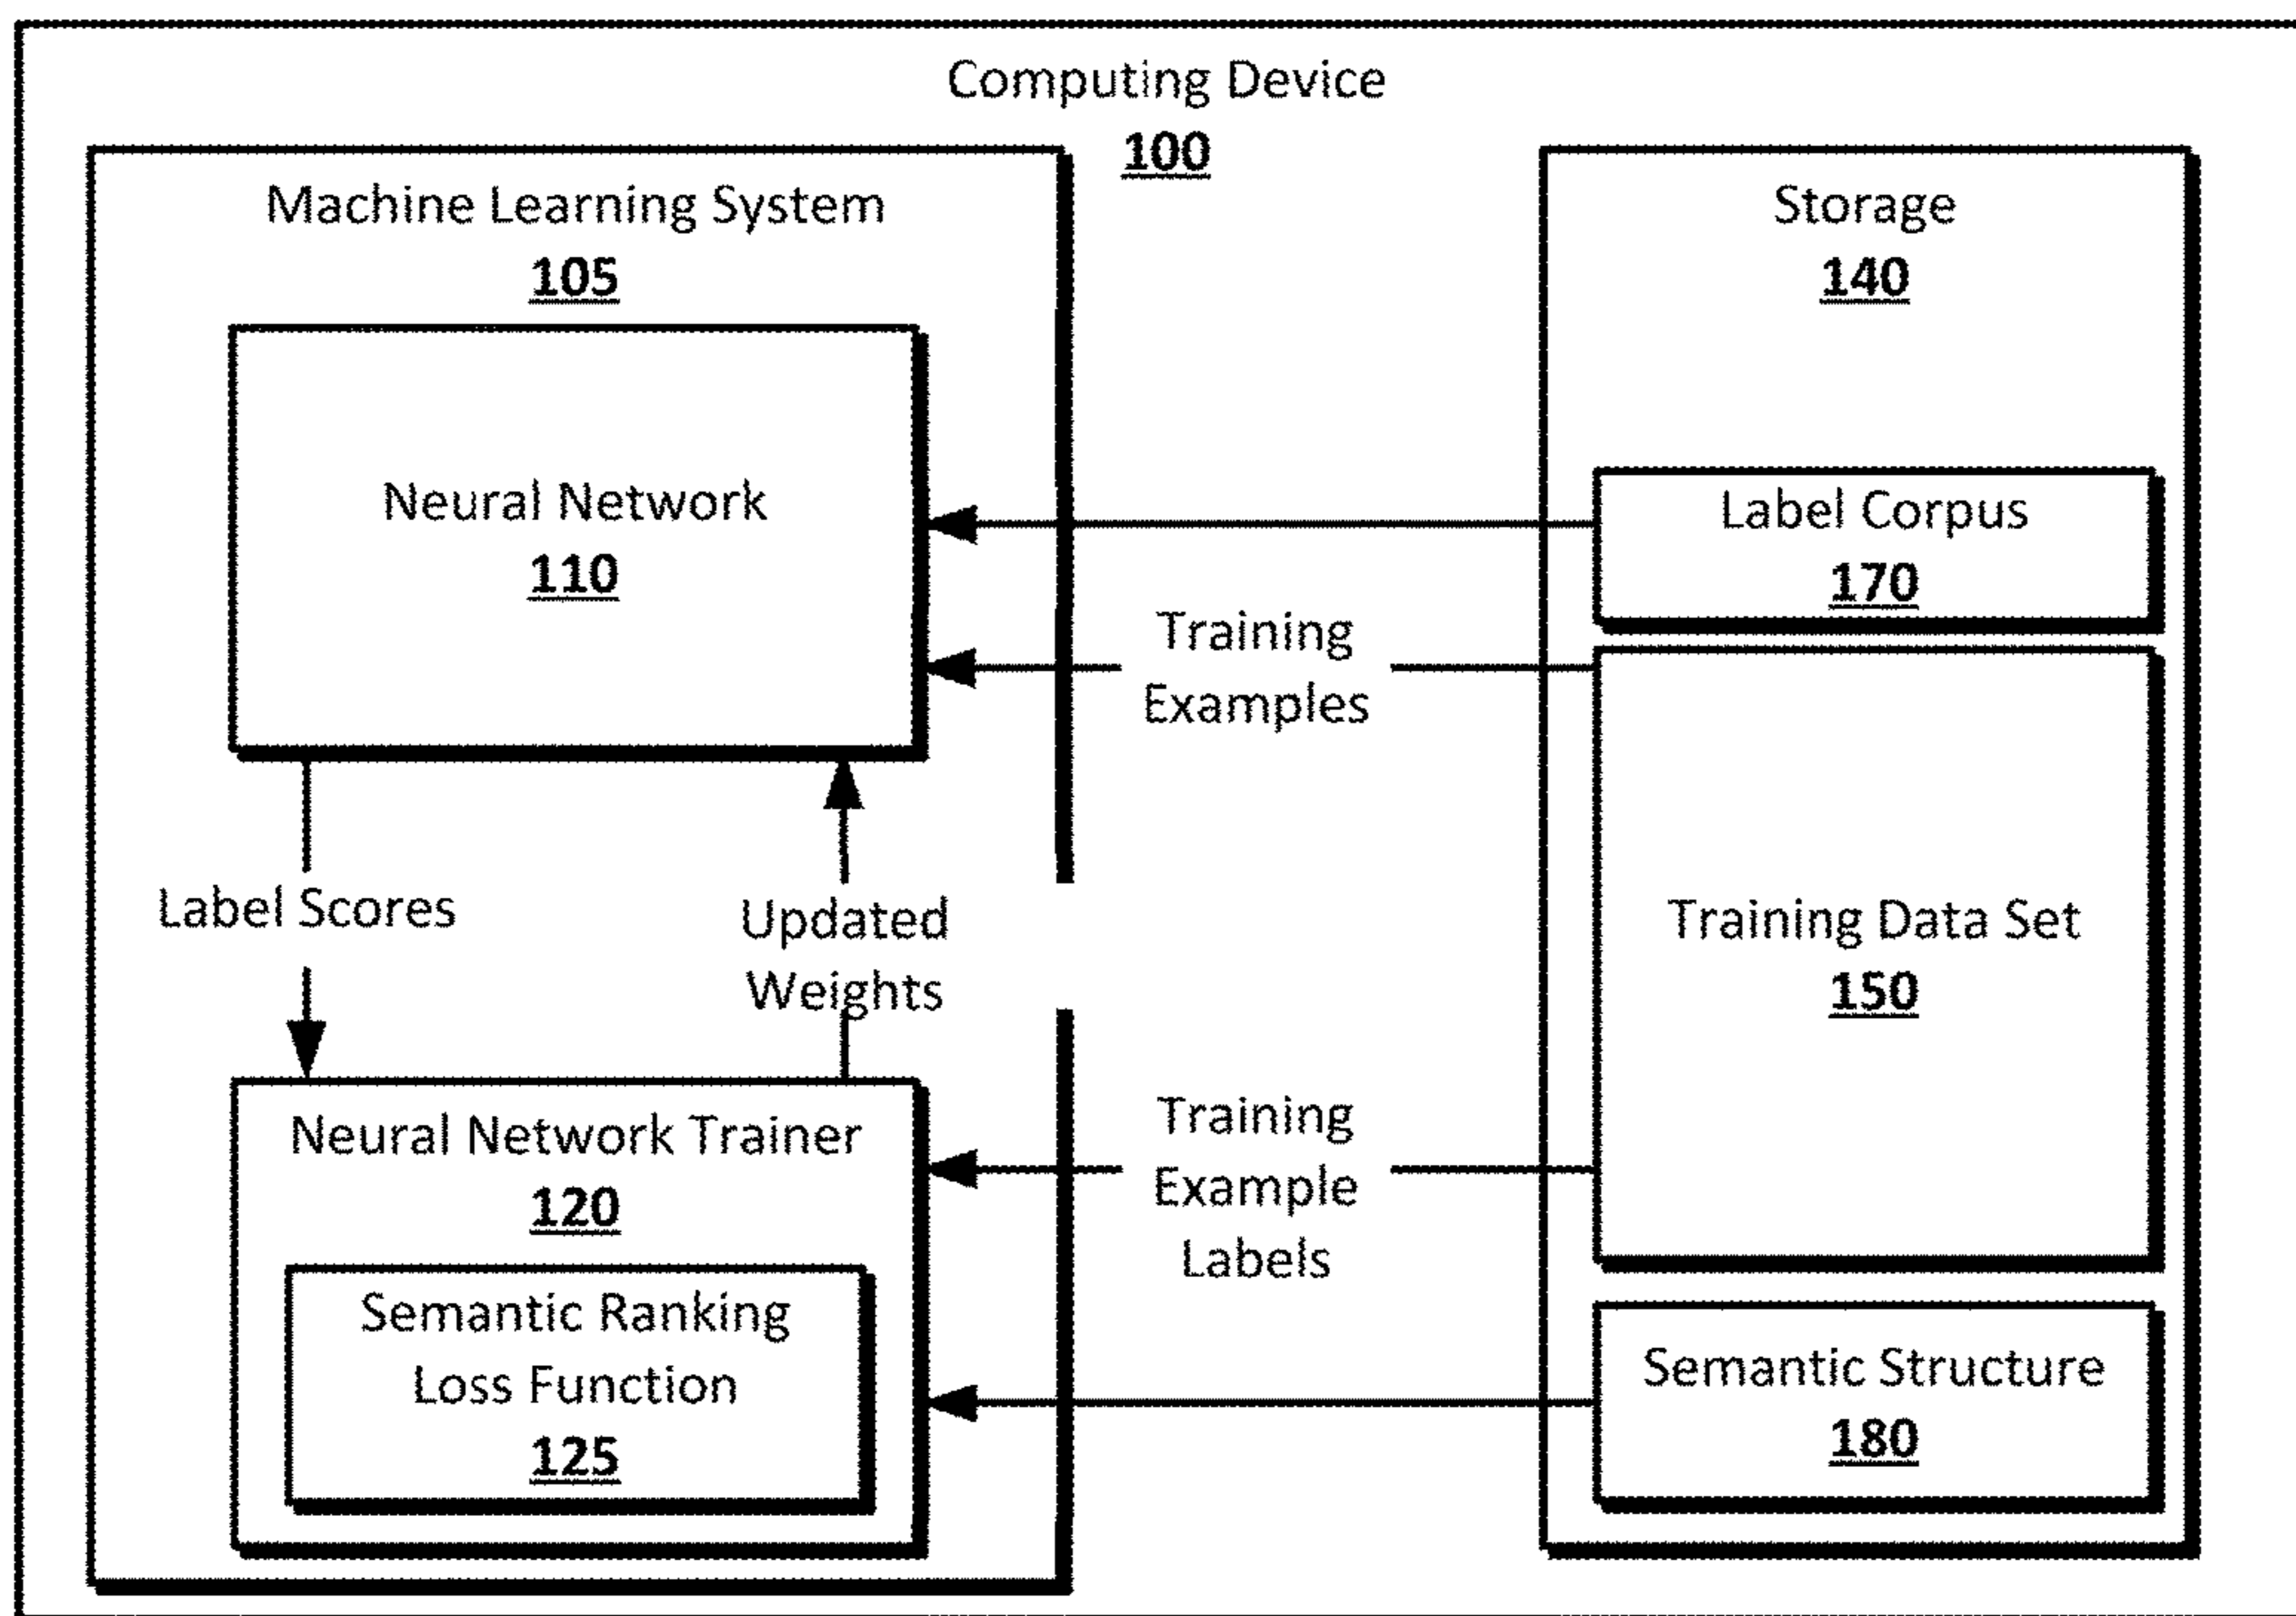 Computing Device
100
Machine Learning System
105
Neural Network
110
Label Scores
Updated
Weights
Neural Network Trainer
120
Semantic Ranking
Loss Function
125
Training
Examples
Training
Example
Labels
Storage
140
Label Corpus
170
Training Data Set
150
Semantic Structure
180